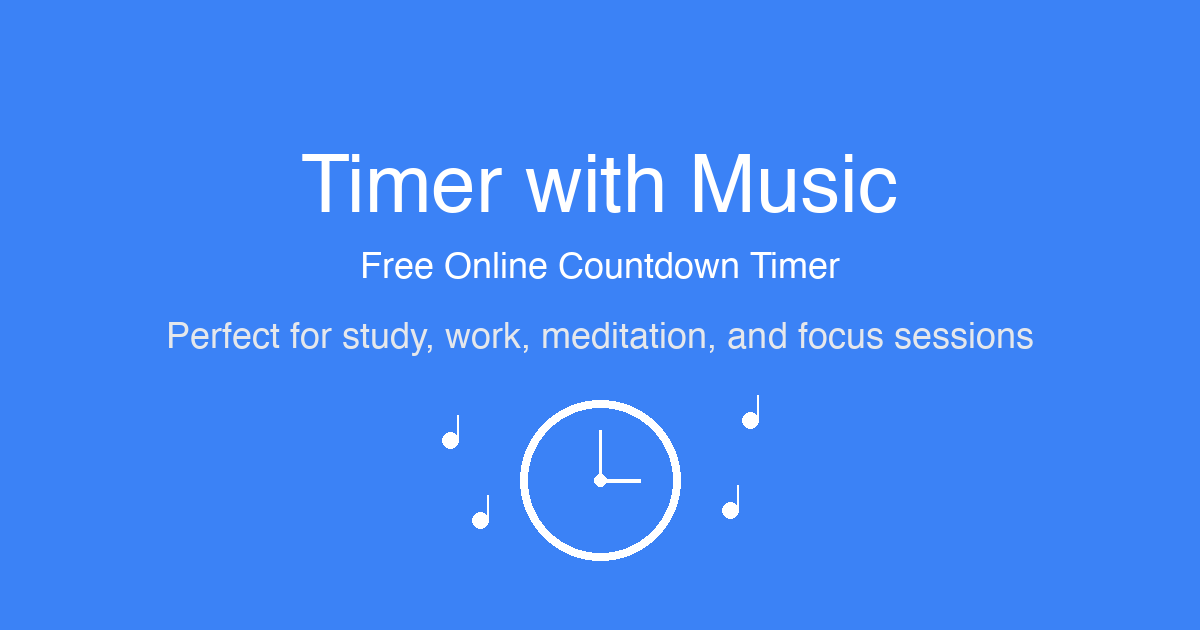 Timer with Music
Free Online Countdown Timer
Perfect for study, work, meditation, and focus sessions